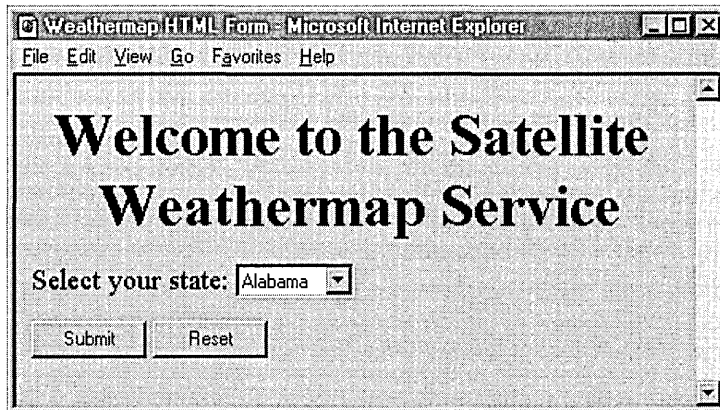 Weathermap HTML Form - Microsoft Internet Explorer
File Edit View Go Favorites Help
Welcome to the Satellite
Weathermap Service
Select your state: Alabama
Submit Reset